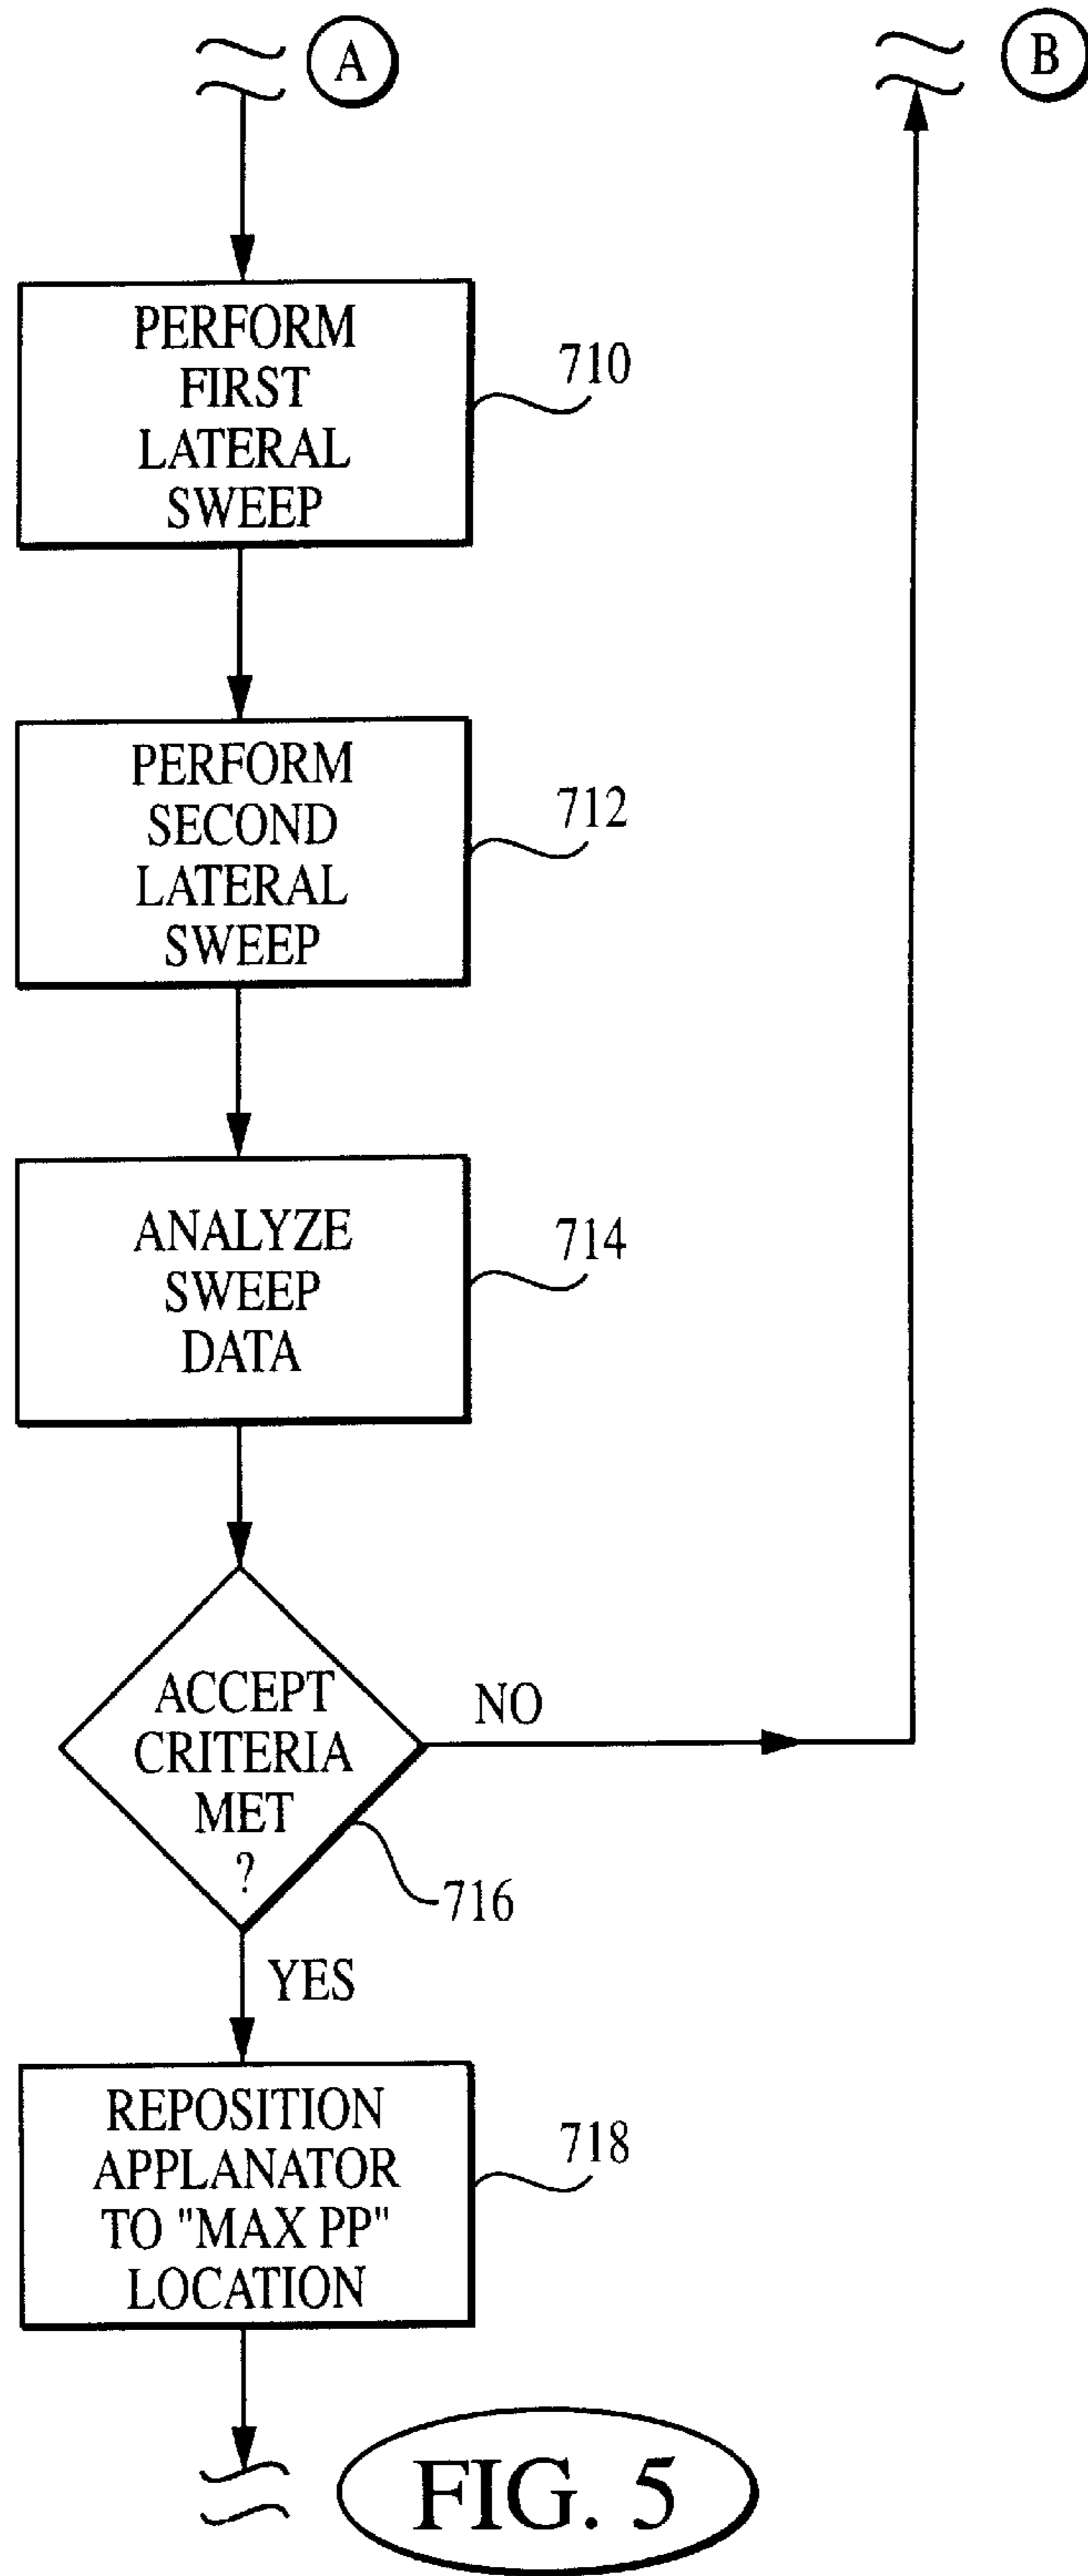 A
B
PERFORM
FIRST
LATERAL
SWEEP
710
PERFORM
SECOND
LATERAL
SWEEP
712
ANALYZE
SWEEP
DATA
714
ACCEPT
CRITERIA
MET
?
NO
716
YES
REPOSITION
APPLANATOR
TO "MAX PP"
LOCATION
718
FIG. 5